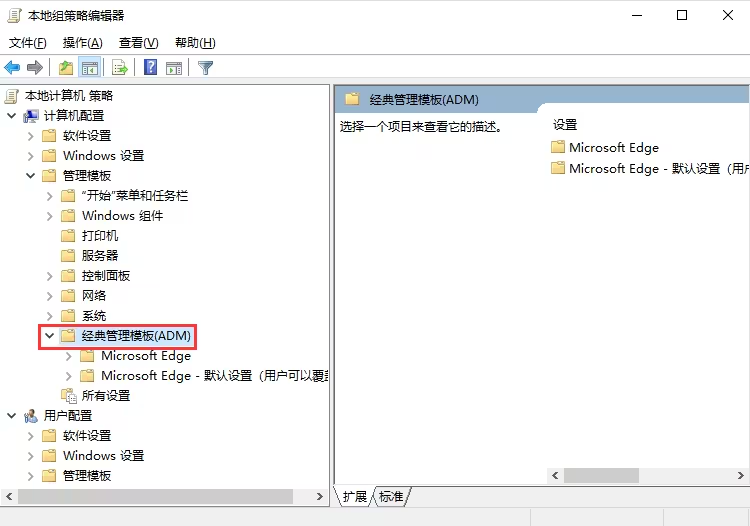 本地组策略编辑器
文件(F) 操作(A) 查看(V) 帮助(H)
本地计算机 策略
计算机配置
软件设置
Windows 设置
管理模板
“开始”菜单和任务栏
Windows 组件
打印机
服务器
控制面板
网络
系统
经典管理模板(ADM)
Microsoft Edge
Microsoft Edge - 默认设置（用户可以覆盖
所有设置
用户配置
软件设置
Windows 设置
管理模板
经典管理模板(ADM)
选择一个项目来查看它的描述。
设置
Microsoft Edge
Microsoft Edge - 默认设置（用户
扩展 标准